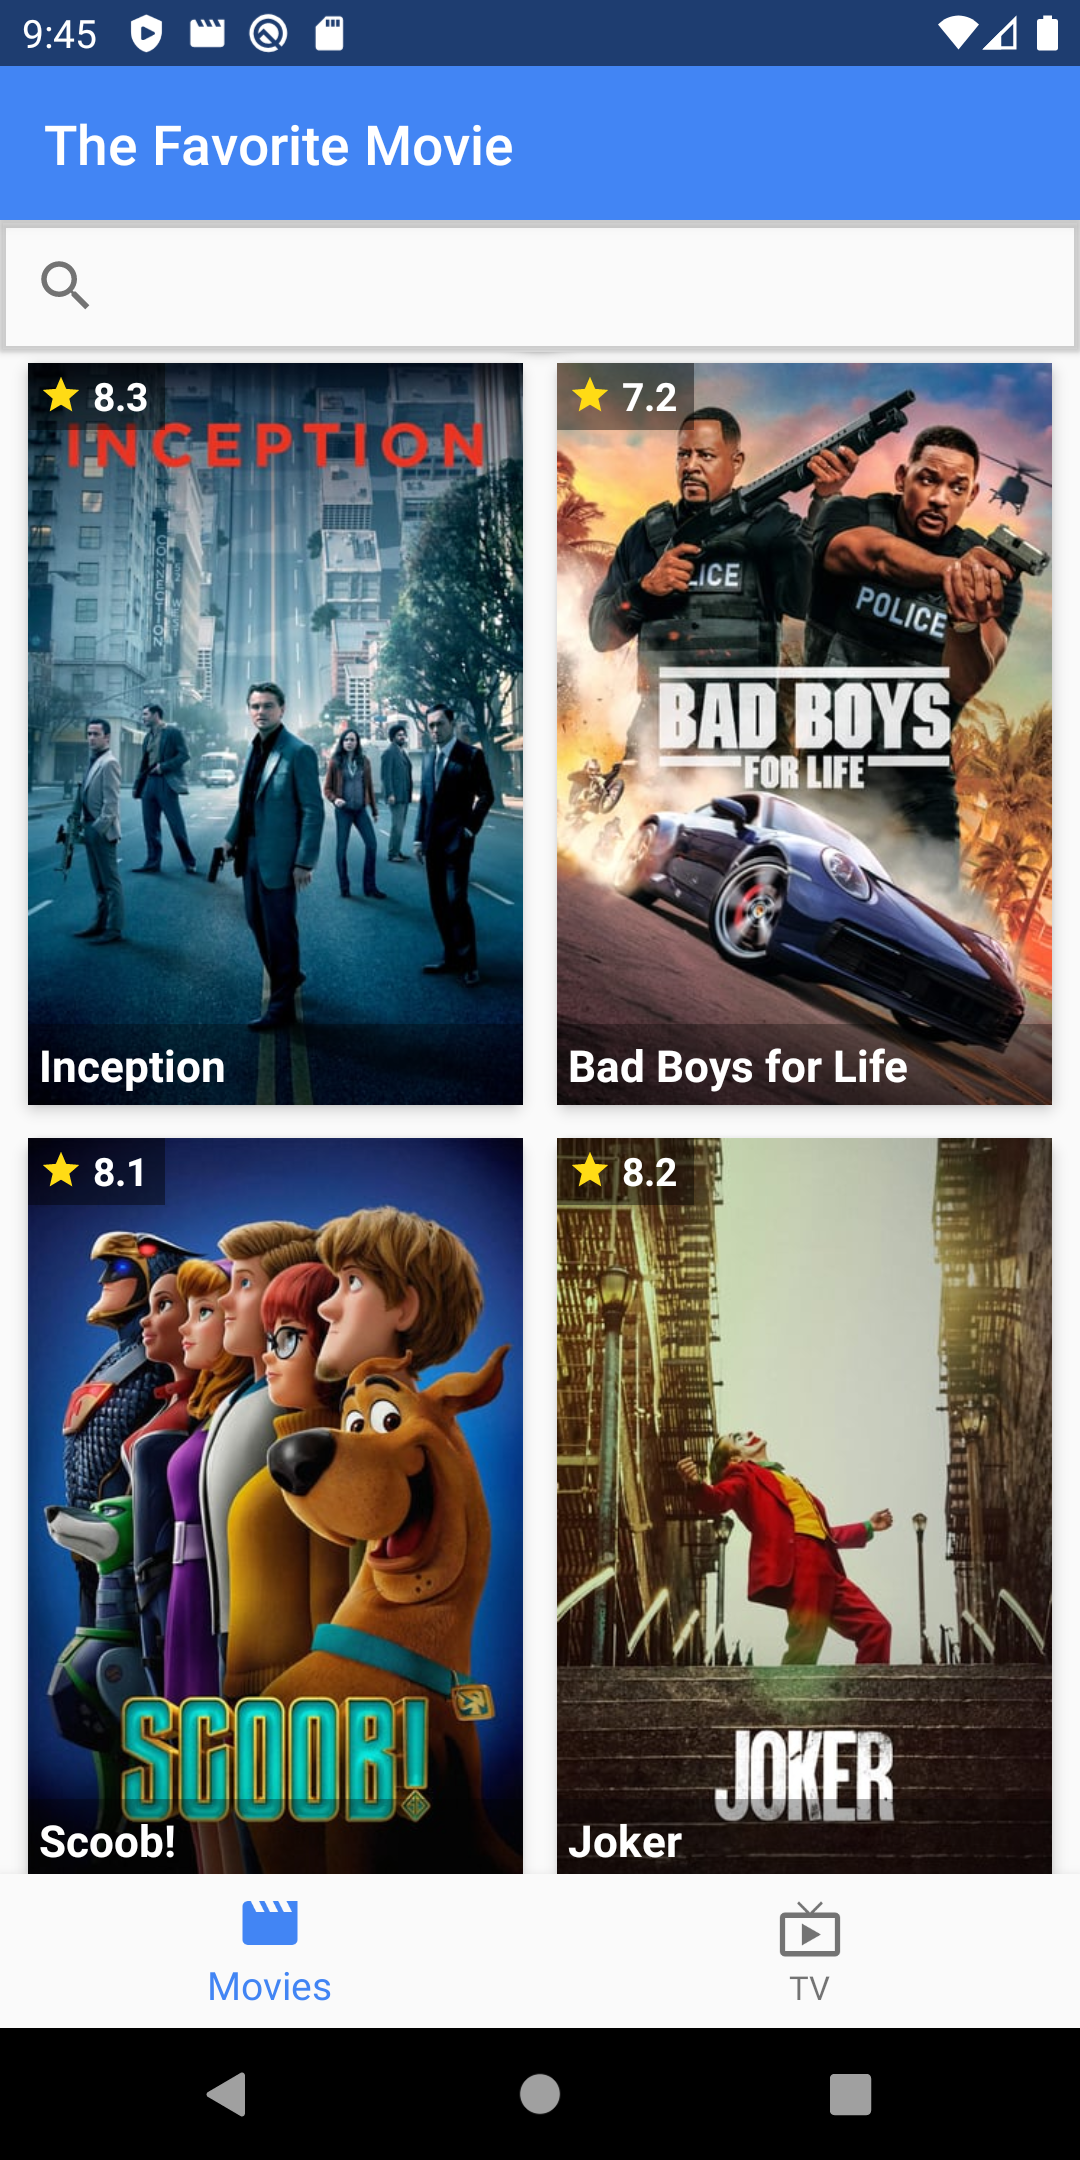 9:45
The Favorite Movie
8.3
INCEPTION
CONNECTION
Inception
7.2
LICE
POLICE
BAD BOYS
FOR LIFE
Bad Boys for Life
8.1
SCOOB!
Scoob!
8.2
JOKER
Joker
Movies
TV